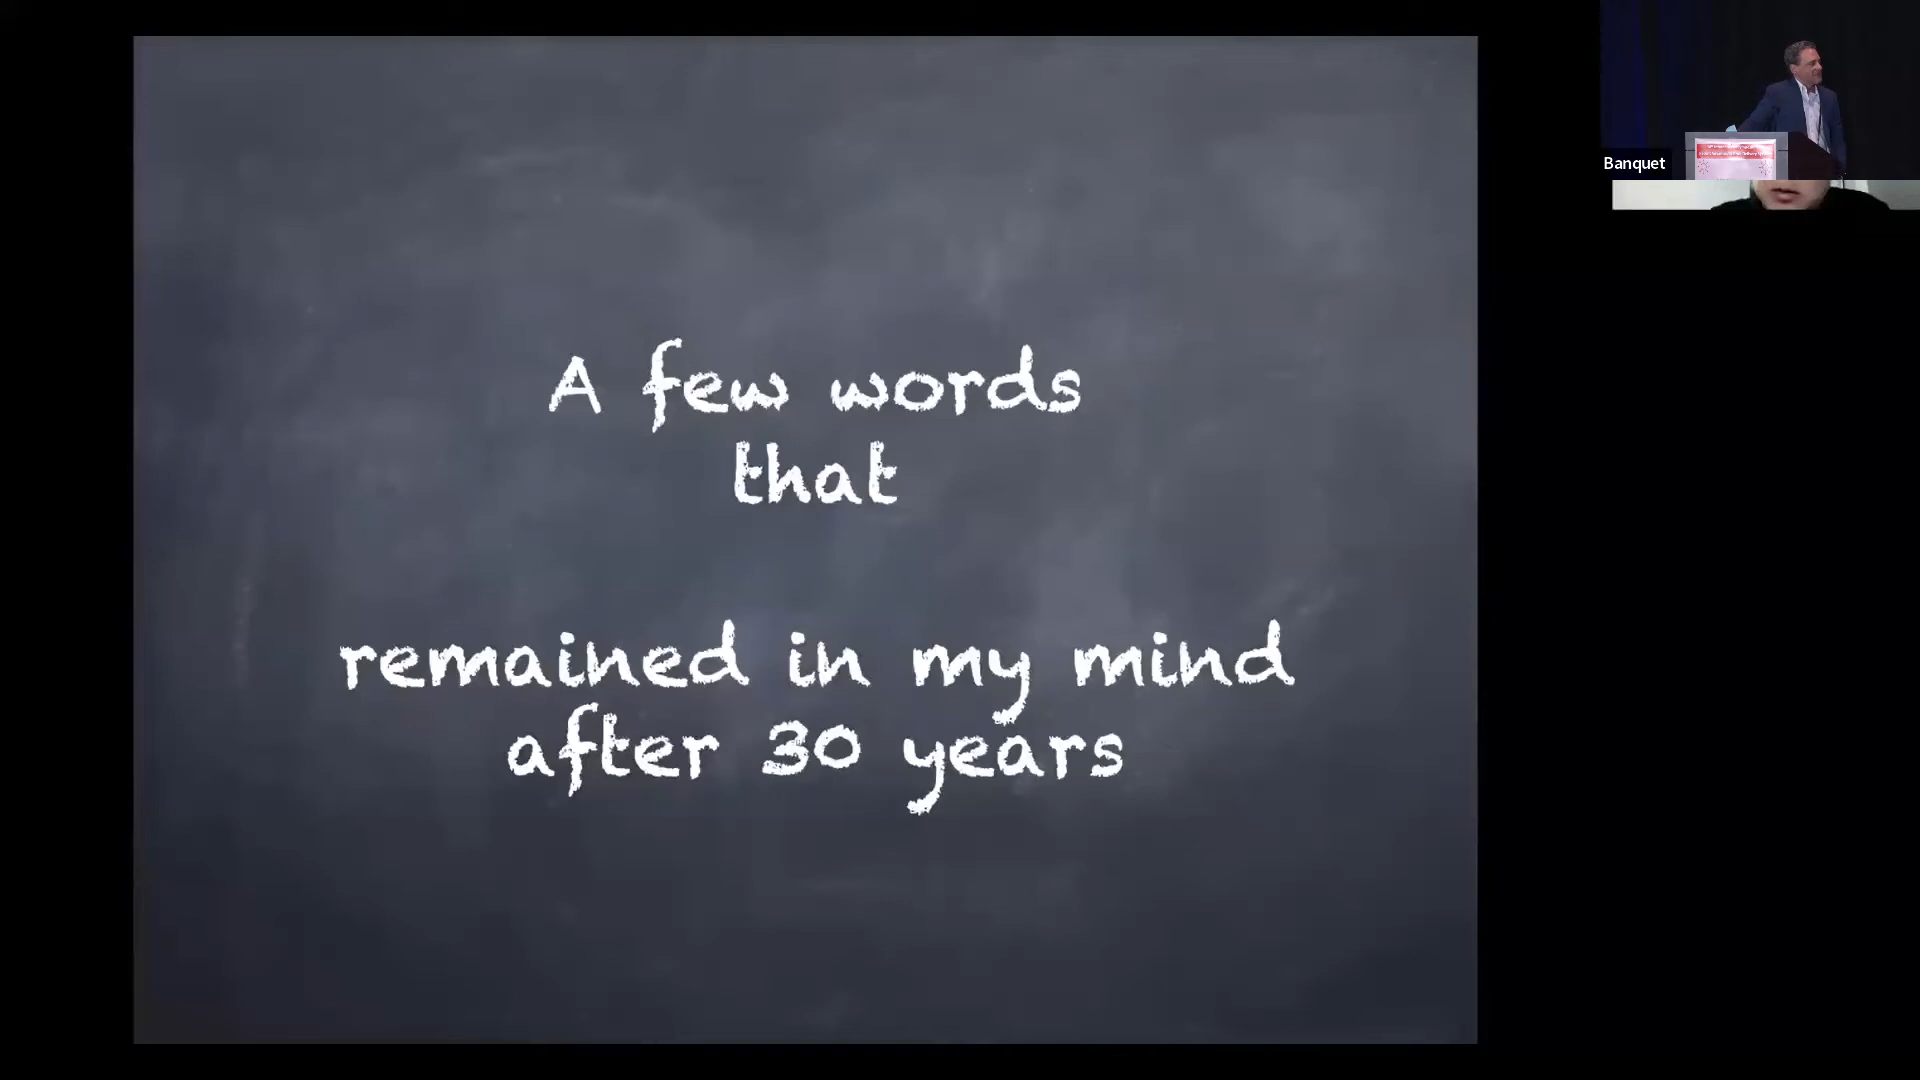 A few words
that
remained in my mind
after 30 years
Banquet